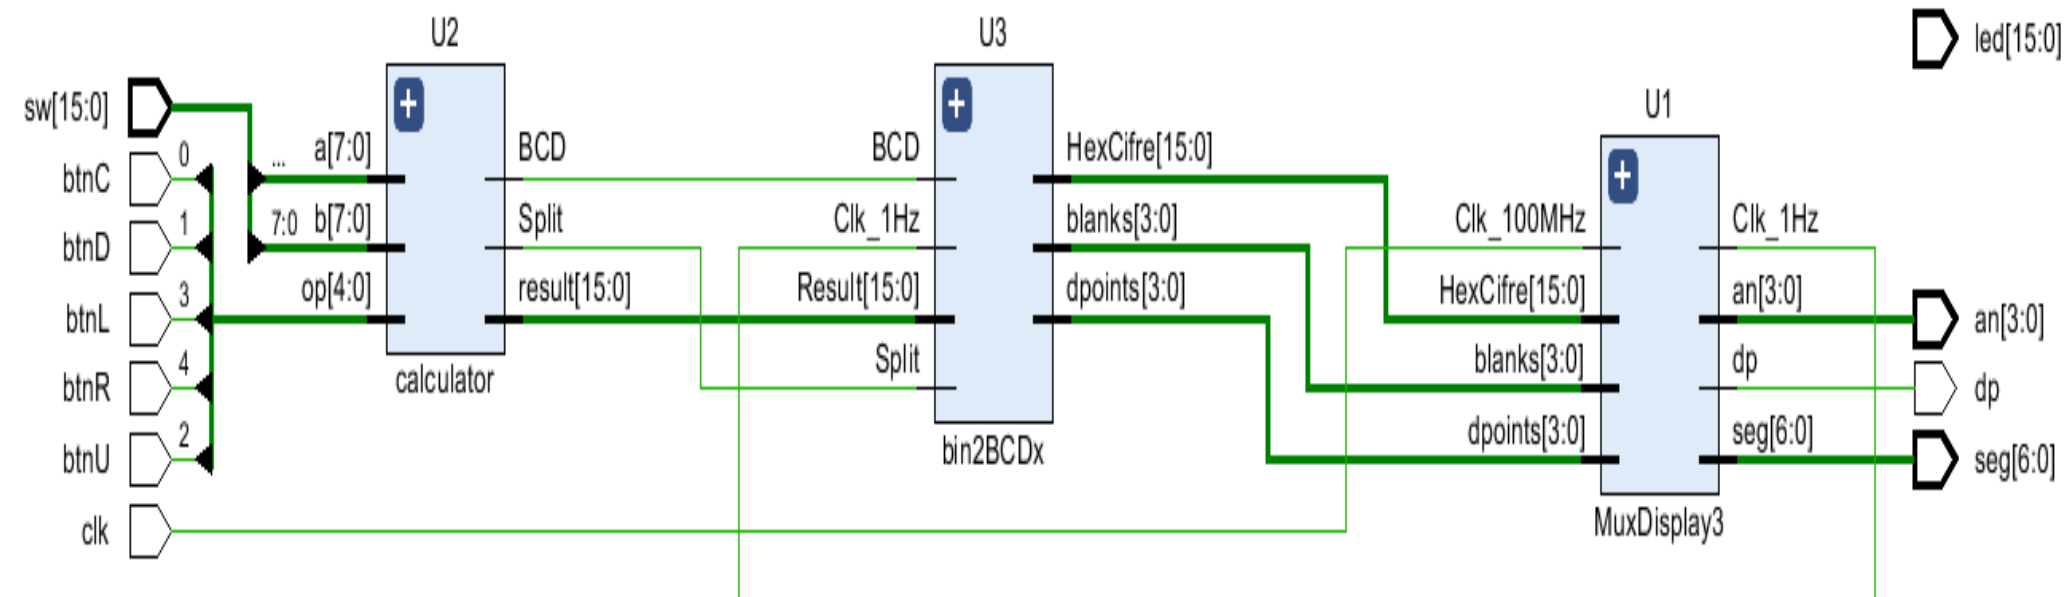 U2
U3
led[15:0]
U1
sw[15:0]
0
btnC
... a[7:0]
BCD
BCD
HexCifre[15:0]
1
btnD
7:0 b[7:0]
Split
Clk_1Hz
blanks[3:0]
Clk_100MHz
Clk_1Hz
3
btnL
op[4:0]
result[15:0]
Result[15:0]
dpoints[3:0]
HexCifre[15:0]
an[3:0]
an[3:0]
4
btnR
calculator
Split
blanks[3:0]
dp
dp
2
btnU
bin2BCDx
dpoints[3:0]
seg[6:0]
seg[6:0]
clk
MuxDisplay3